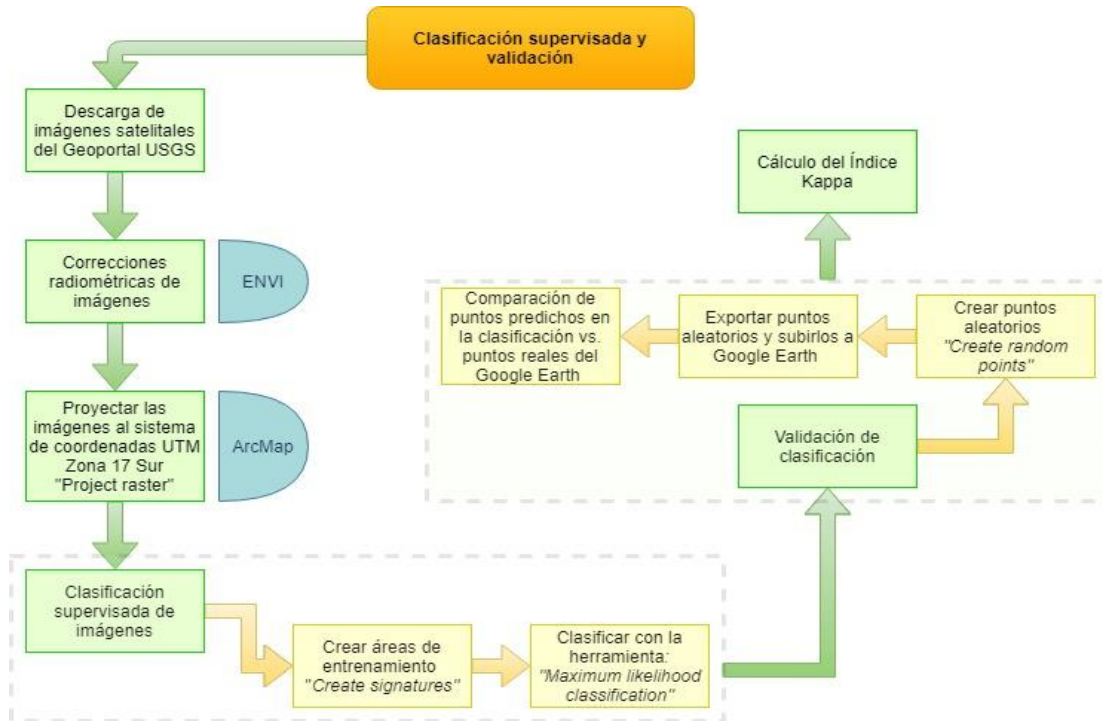 Clasificación supervisada y
validación
Descarga de
imágenes satelitales
del Geoportal USGS
Correcciones
radiométricas de
imágenes
ENVI
Proyectar las
imágenes al sistema
de coordenadas UTM
Zona 17 Sur
"Project raster"
ArcMap
Clasificación
supervisada de
imágenes
Crear áreas de
entrenamiento
"Create signatures"
Clasificar con la
herramienta:
"Maximum likelihood
classification"
Validación de
clasificación
Crear puntos
aleatorios
"Create random
points"
Exportar puntos
aleatorios y subirlos a
Google Earth
Comparación de
puntos predichos en
la clasificación vs.
puntos reales del
Google Earth
Cálculo del Índice
Kappa